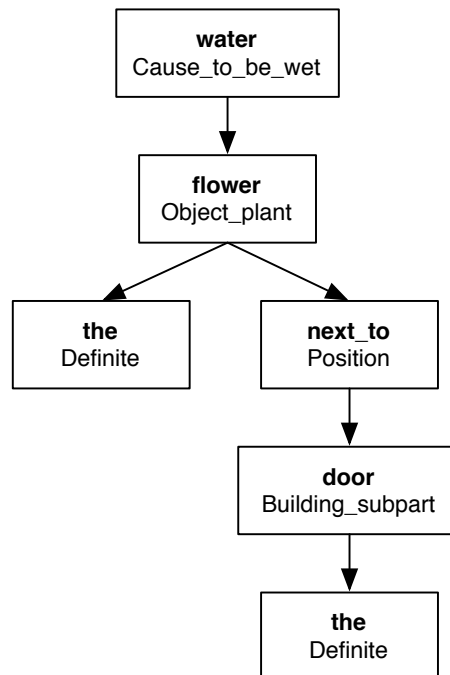 water
Cause_to_be_wet
flower
Object_plant
the
Definite
next_to
Position
door
Building_subpart
the
Definite